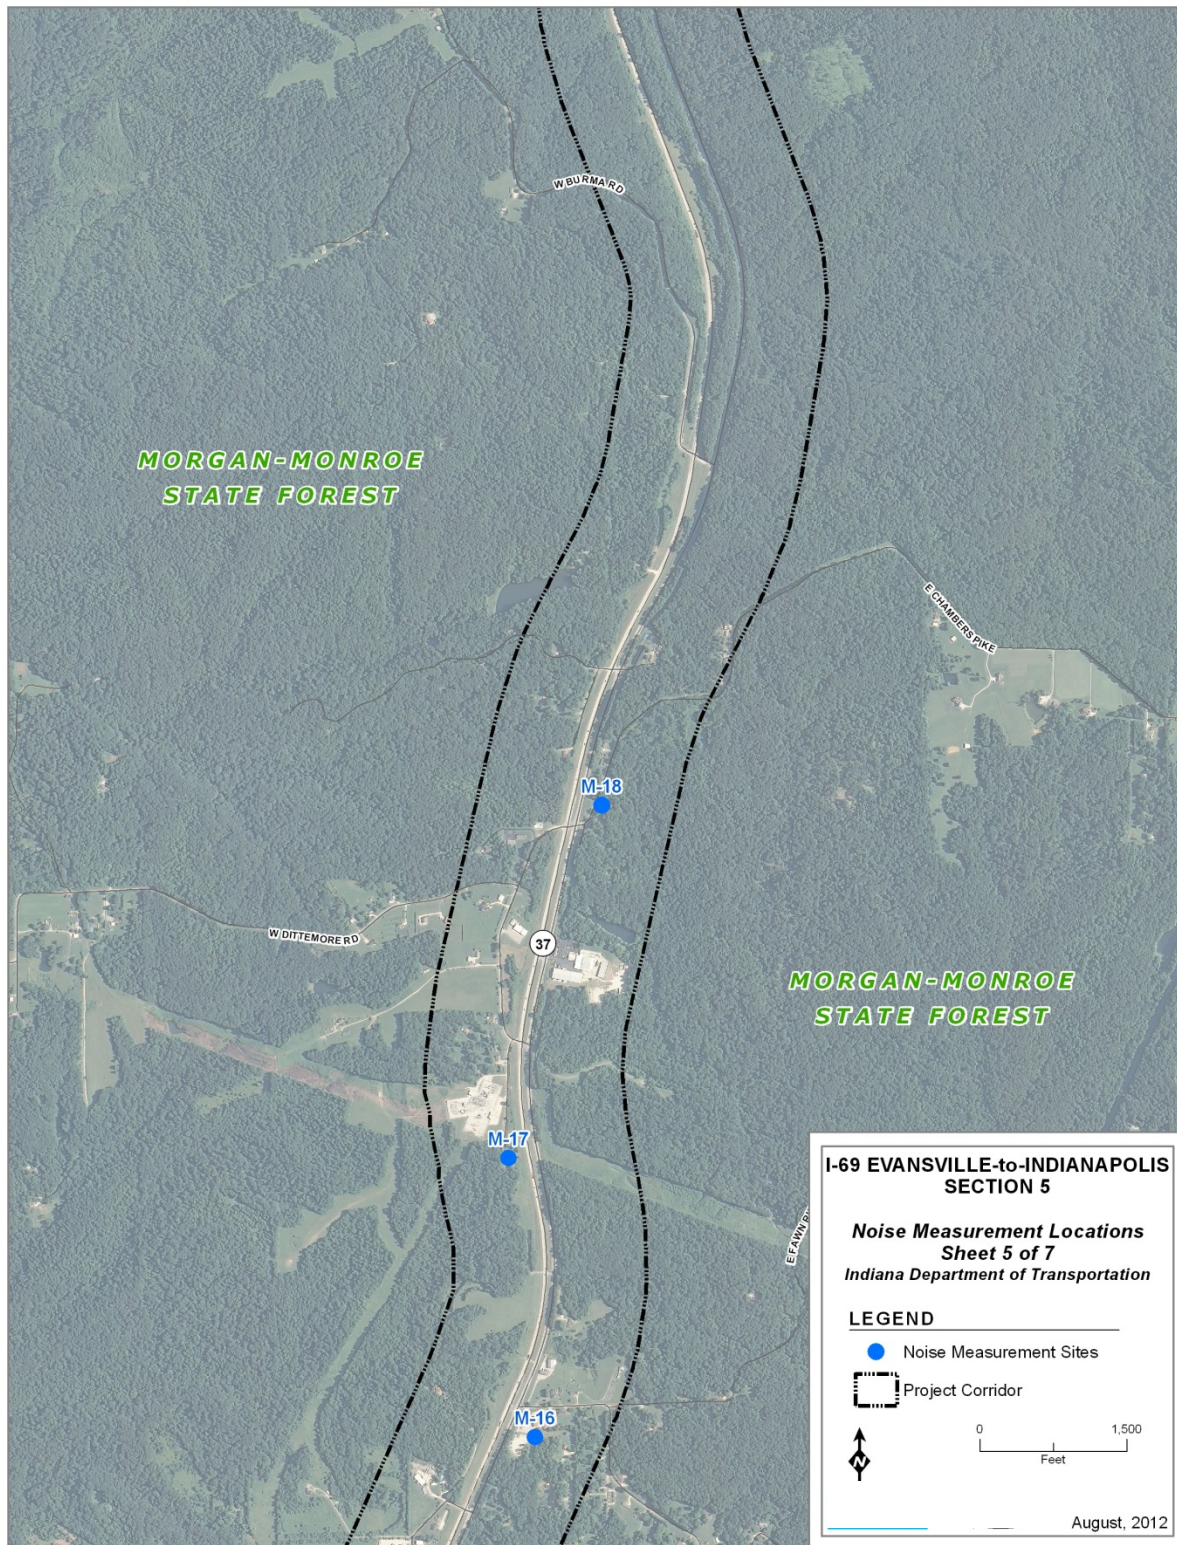 W BURMA RD
MORGAN-MONROE
STATE FOREST
E CHAMBERS PIKE
M-18
W DITTEMORE RD
37
MORGAN-MONROE
STATE FOREST
M-17
E FAWN
M-16
I-69 EVANSVILLE-to-INDIANAPOLIS
SECTION 5
Noise Measurement Locations
Sheet 5 of 7
Indiana Department of Transportation
LEGEND
Noise Measurement Sites
Project Corridor
N
0 1,500
Feet
August, 2012